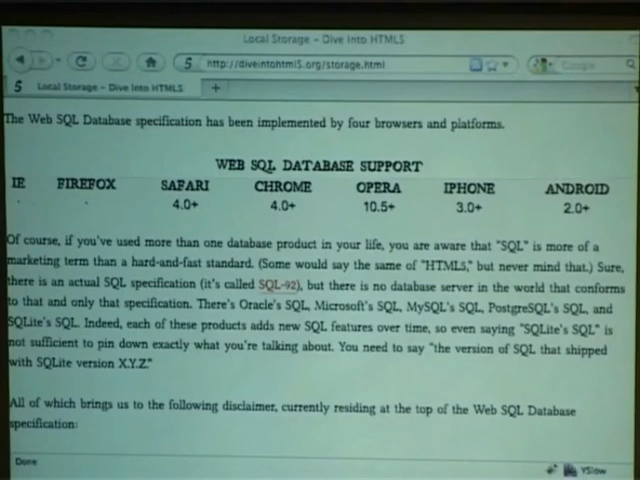 Local Storage – Dive Into HTML5
5 http://diveintohtml5.org/storage.html
Google
5 Local Storage – Dive Into HTML5 +
The Web SQL Database specification has been implemented by four browsers and platforms.
WEB SQL DATABASE SUPPORT
IE FIREFOX SAFARI CHROME OPERA IPHONE ANDROID
· · 4.0+ 4.0+ 10.5+ 3.0+ 2.0+
Of course, if you've used more than one database product in your life, you are aware that "SQL" is more of a
marketing term than a hard-and-fast standard. (Some would say the same of "HTML5," but never mind that.) Sure,
there is an actual SQL specification (it's called SQL-92), but there is no database server in the world that conforms
to that and only that specification. There's Oracle's SQL, Microsoft's SQL, MySQL's SQL, PostgreSQL's SQL, and
SQLite's SQL. Indeed, each of these products adds new SQL features over time, so even saying "SQLite's SQL" is
not sufficient to pin down exactly what you're talking about. You need to say "the version of SQL that shipped
with SQLite version X.Y.Z."
All of which brings us to the following disclaimer, currently residing at the top of the Web SQL Database
specification:
Done
YSlow